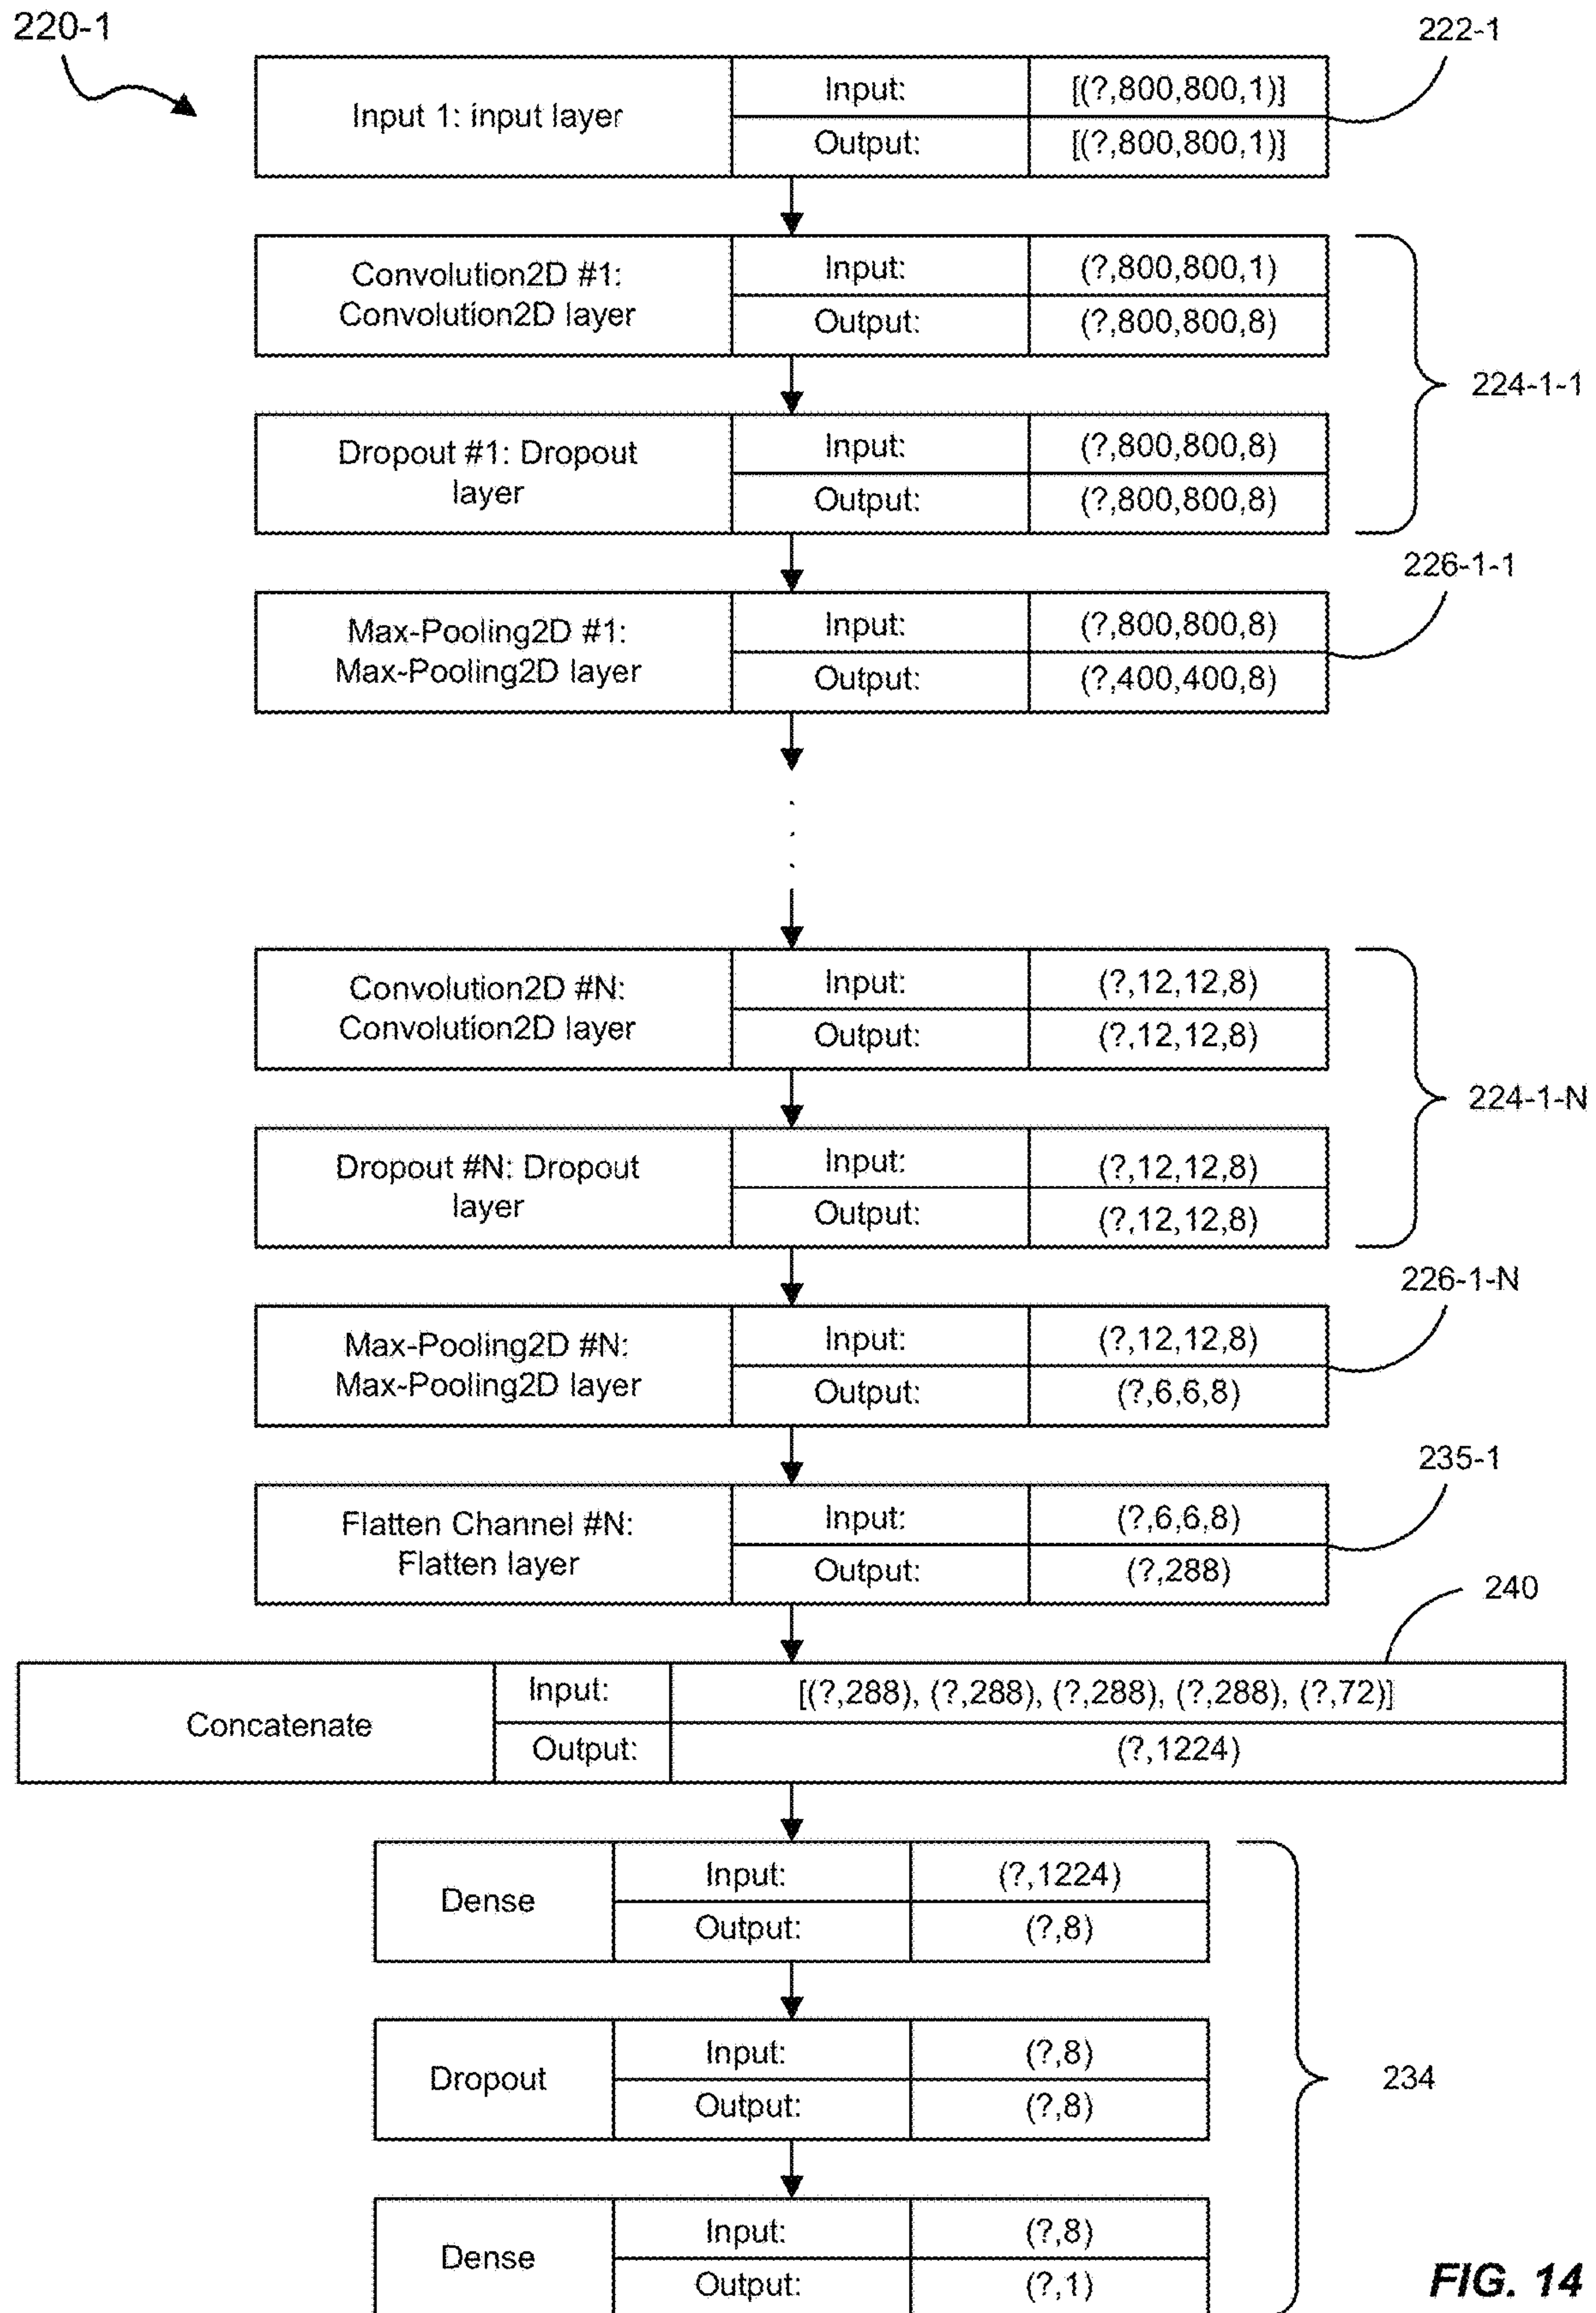 220-1
222-1
Input 1: input layer
Input:
[(?,800,800,1)]
Output:
[(?,800,800,1)]
Convolution2D #1:
Convolution2D layer
Input:
(?,800,800,1)
Output:
(?,800,800,8)
224-1-1
Dropout #1: Dropout
layer
Input:
(?,800,800,8)
Output:
(?,800,800,8)
226-1-1
Max-Pooling2D #1:
Max-Pooling2D layer
Input:
(?,800,800,8)
Output:
(?,400,400,8)
Convolution2D #N:
Convolution2D layer
Input:
(?,12,12,8)
Output:
(?,12,12,8)
224-1-N
Dropout #N: Dropout
layer
Input:
(?,12,12,8)
Output:
(?,12,12,8)
226-1-N
Max-Pooling2D #N:
Max-Pooling2D layer
Input:
(?,12,12,8)
Output:
(?,6,6,8)
235-1
Flatten Channel #N:
Flatten layer
Input:
(?,6,6,8)
Output:
(?,288)
240
Concatenate
Input:
[(?,288), (?,288), (?,288), (?,288), (?,72)]
Output:
(?,1224)
Dense
Input:
(?,1224)
Output:
(?,8)
Dropout
Input:
(?,8)
Output:
(?,8)
234
Dense
Input:
(?,8)
Output:
(?,1)
FIG. 14